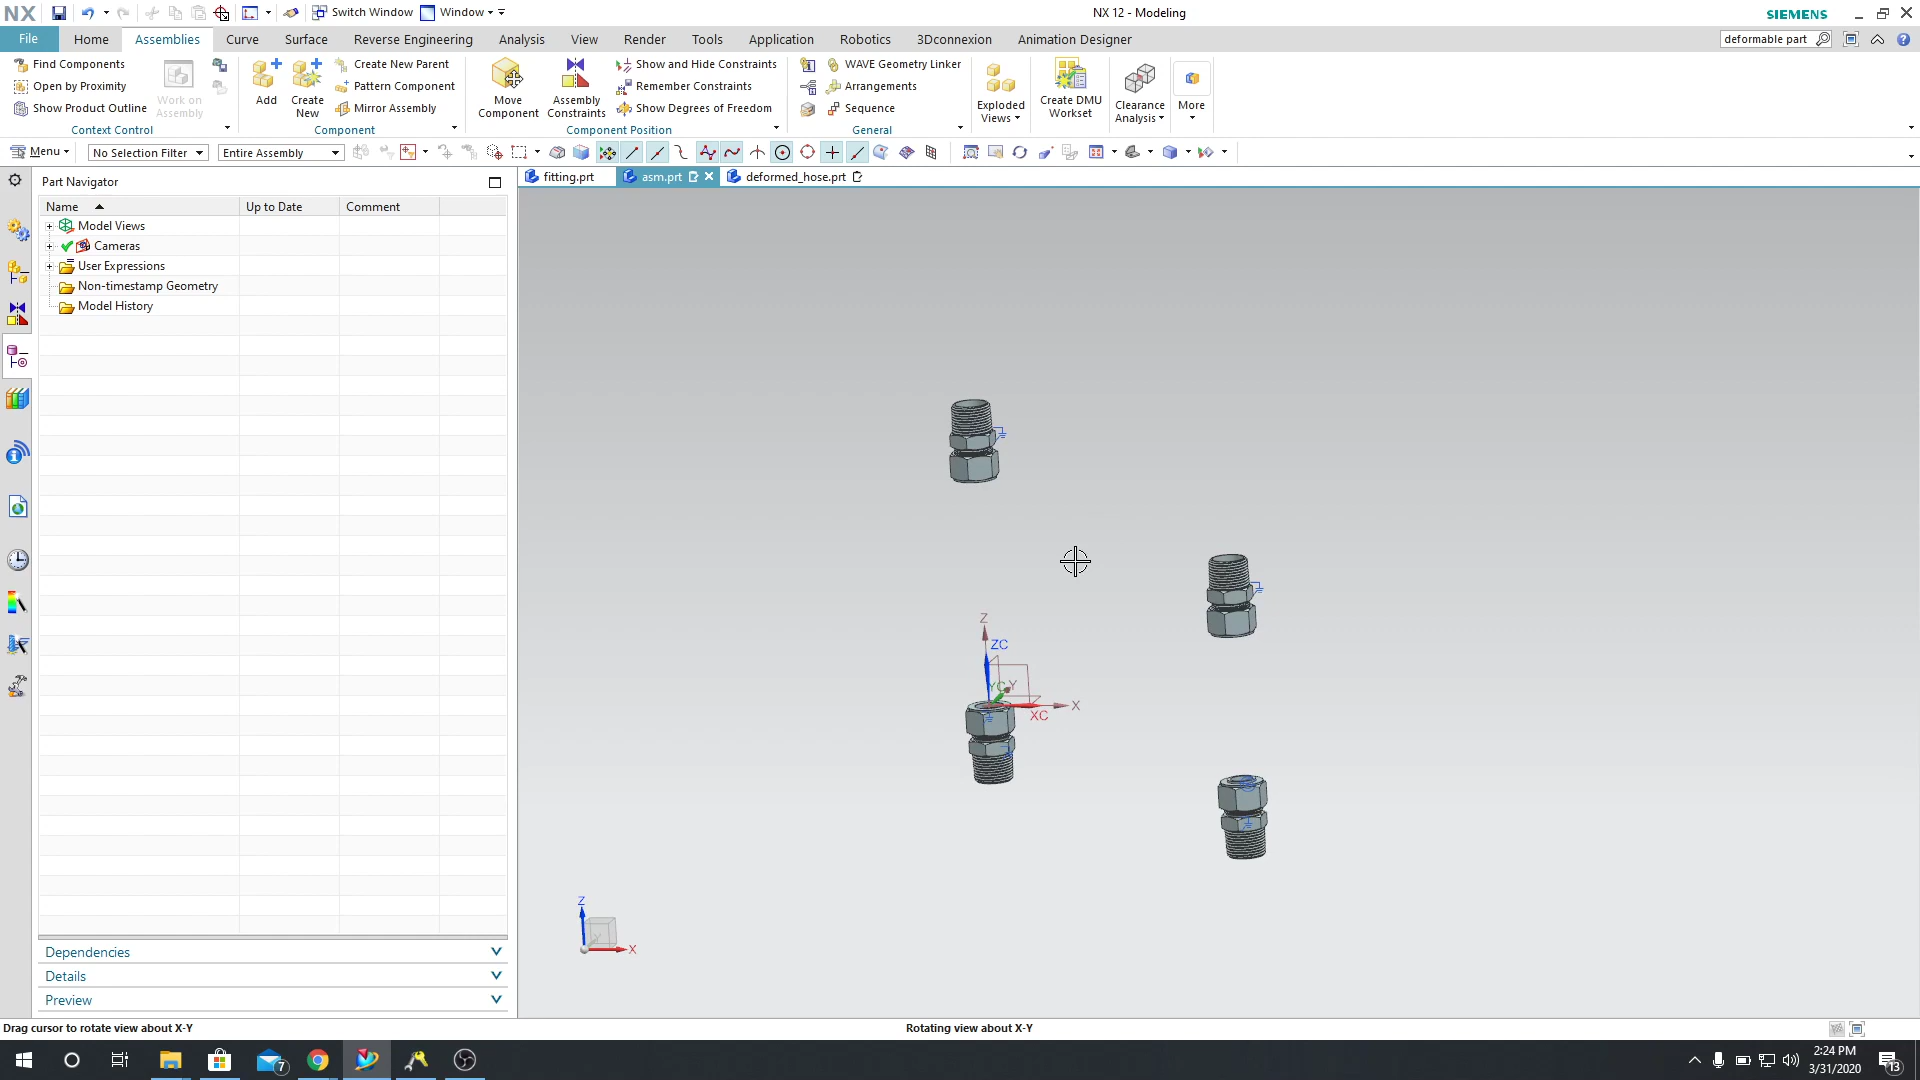 NX Switch Window Window NX 12 - Modeling SIEMENS
File Home Assemblies Curve Surface Reverse Engineering Analysis View Render Tools Application Robotics 3Dconnexion Animation Designer deformable part
Find Components
Open by Proximity
Show Product Outline
Work on Assembly
Context Control
Add
Create New
Create New Parent
Pattern Component
Mirror Assembly
Component
Move Component
Assembly Constraints
Show and Hide Constraints
Remember Constraints
Show Degrees of Freedom
Component Position
WAVE Geometry Linker
Arrangements
Sequence
General
Exploded Views
Create DMU Workset
Clearance Analysis
More
Menu No Selection Filter Entire Assembly
Part Navigator
fitting.prt asm.prt deformed_hose.prt
Name Up to Date Comment
Model Views
Cameras
User Expressions
Non-timestamp Geometry
Model History
Z
ZC
YC Y
X
XC
Z
X
Dependencies
Details
Preview
Drag cursor to rotate view about X-Y Rotating view about X-Y
7
2:24 PM
3/31/2020
13